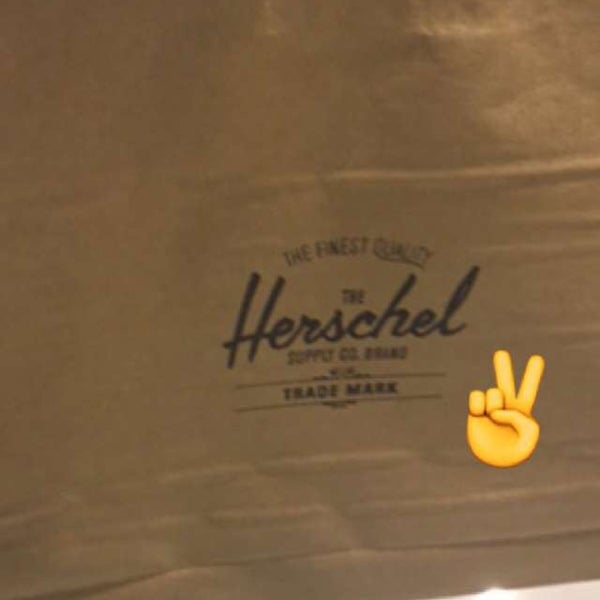 THE FINEST QUALITY
THE
Herschel
SUPPLY CO. BRAND
TRADE MARK